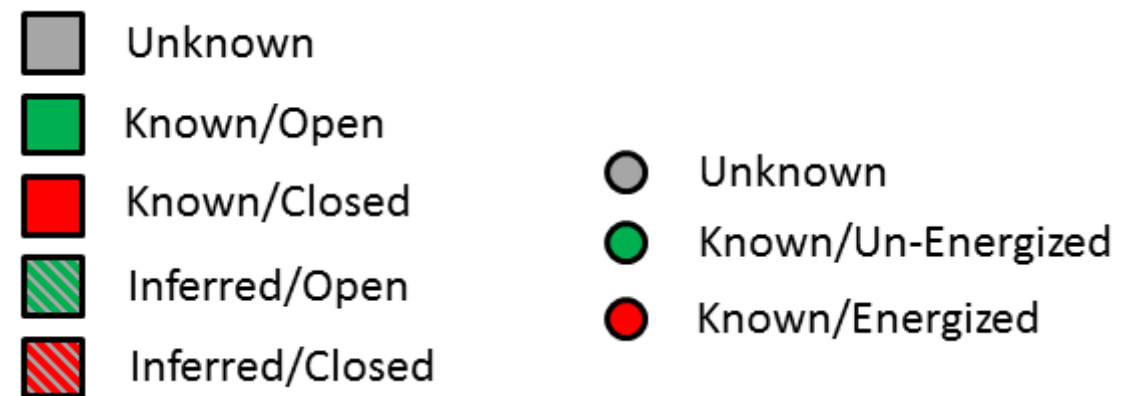 Unknown
Known/Open
Known/Closed
Inferred/Open
Inferred/Closed
Unknown
Known/Un-Energized
Known/Energized